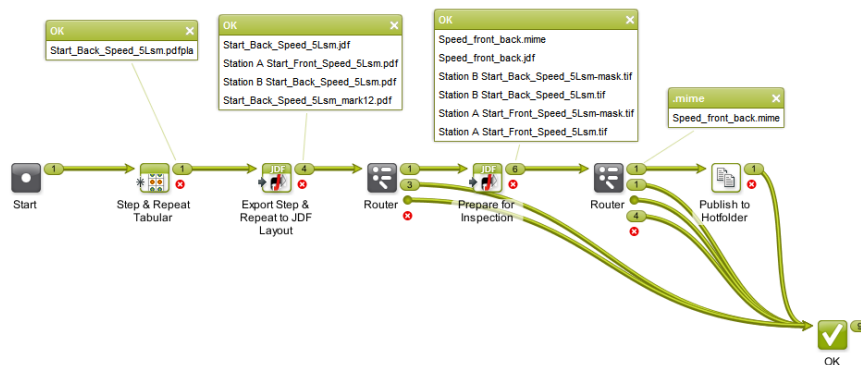 OK
Start_Back_Speed_5Lsm.pdfpla
OK
Start_Back_Speed_5Lsm.jdf
Station A Start_Front_Speed_5Lsm.pdf
Station B Start_Back_Speed_5Lsm.pdf
Start_Back_Speed_5Lsm_mark12.pdf
OK
Speed_front_back.mime
Speed_front_back.jdf
Station B Start_Back_Speed_5Lsm-mask.tif
Station B Start_Back_Speed_5Lsm.tif
Station A Start_Front_Speed_5Lsm-mask.tif
Station A Start_Front_Speed_5Lsm.tif
.mime
Speed_front_back.mime
1
Start
1
Step & Repeat
Tabular
JDF
4
Export Step &
Repeat to JDF
Layout
1
3
Router
JDF
6
Prepare for
Inspection
1
1
4
Router
1
Publish to
Hotfolder
9
OK